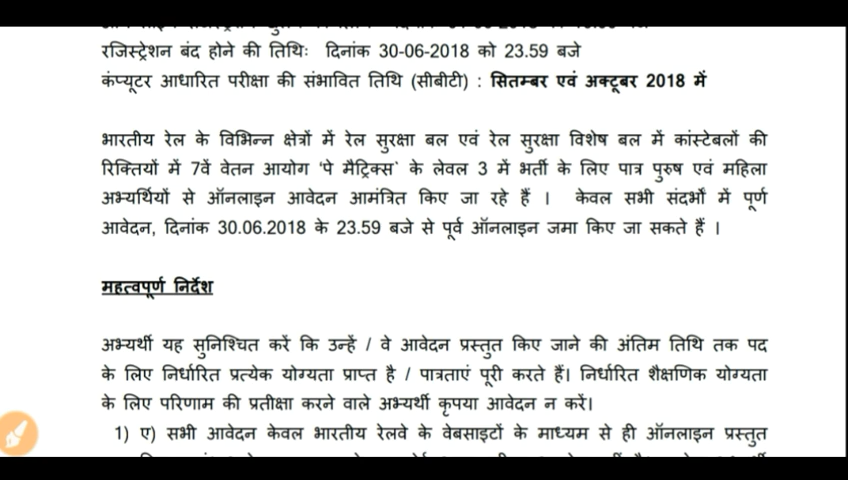 रजिस्ट्रेशन बंद होने की तिथिः दिनांक 30-06-2018 को 23.59 बजे
कंप्यूटर आधारित परीक्षा की संभावित तिथि (सीबीटी) : सितम्बर एवं अक्टूबर 2018 में
भारतीय रेल के विभिन्न क्षेत्रों में रेल सुरक्षा बल एवं रेल सुरक्षा विशेष बल में कांस्टेबलों की
रिक्तियों में 7वें वेतन आयोग 'पे मैट्रिक्स` के लेवल 3 में भर्ती के लिए पात्र पुरुष एवं महिला
अभ्यर्थियों से ऑनलाइन आवेदन आमंत्रित किए जा रहे हैं । केवल सभी संदर्भों में पूर्ण
आवेदन, दिनांक 30.06.2018 के 23.59 बजे से पूर्व ऑनलाइन जमा किए जा सकते हैं ।
महत्वपूर्ण निर्देश
अभ्यर्थी यह सुनिश्चित करें कि उन्हें / वे आवेदन प्रस्तुत किए जाने की अंतिम तिथि तक पद
के लिए निर्धारित प्रत्येक योग्यता प्राप्त है / पात्रताएं पूरी करते हैं। निर्धारित शैक्षणिक योग्यता
के लिए परिणाम की प्रतीक्षा करने वाले अभ्यर्थी कृपया आवेदन न करें।
1) ए) सभी आवेदन केवल भारतीय रेलवे के वेबसाइटों के माध्यम से ही ऑनलाइन प्रस्तुत